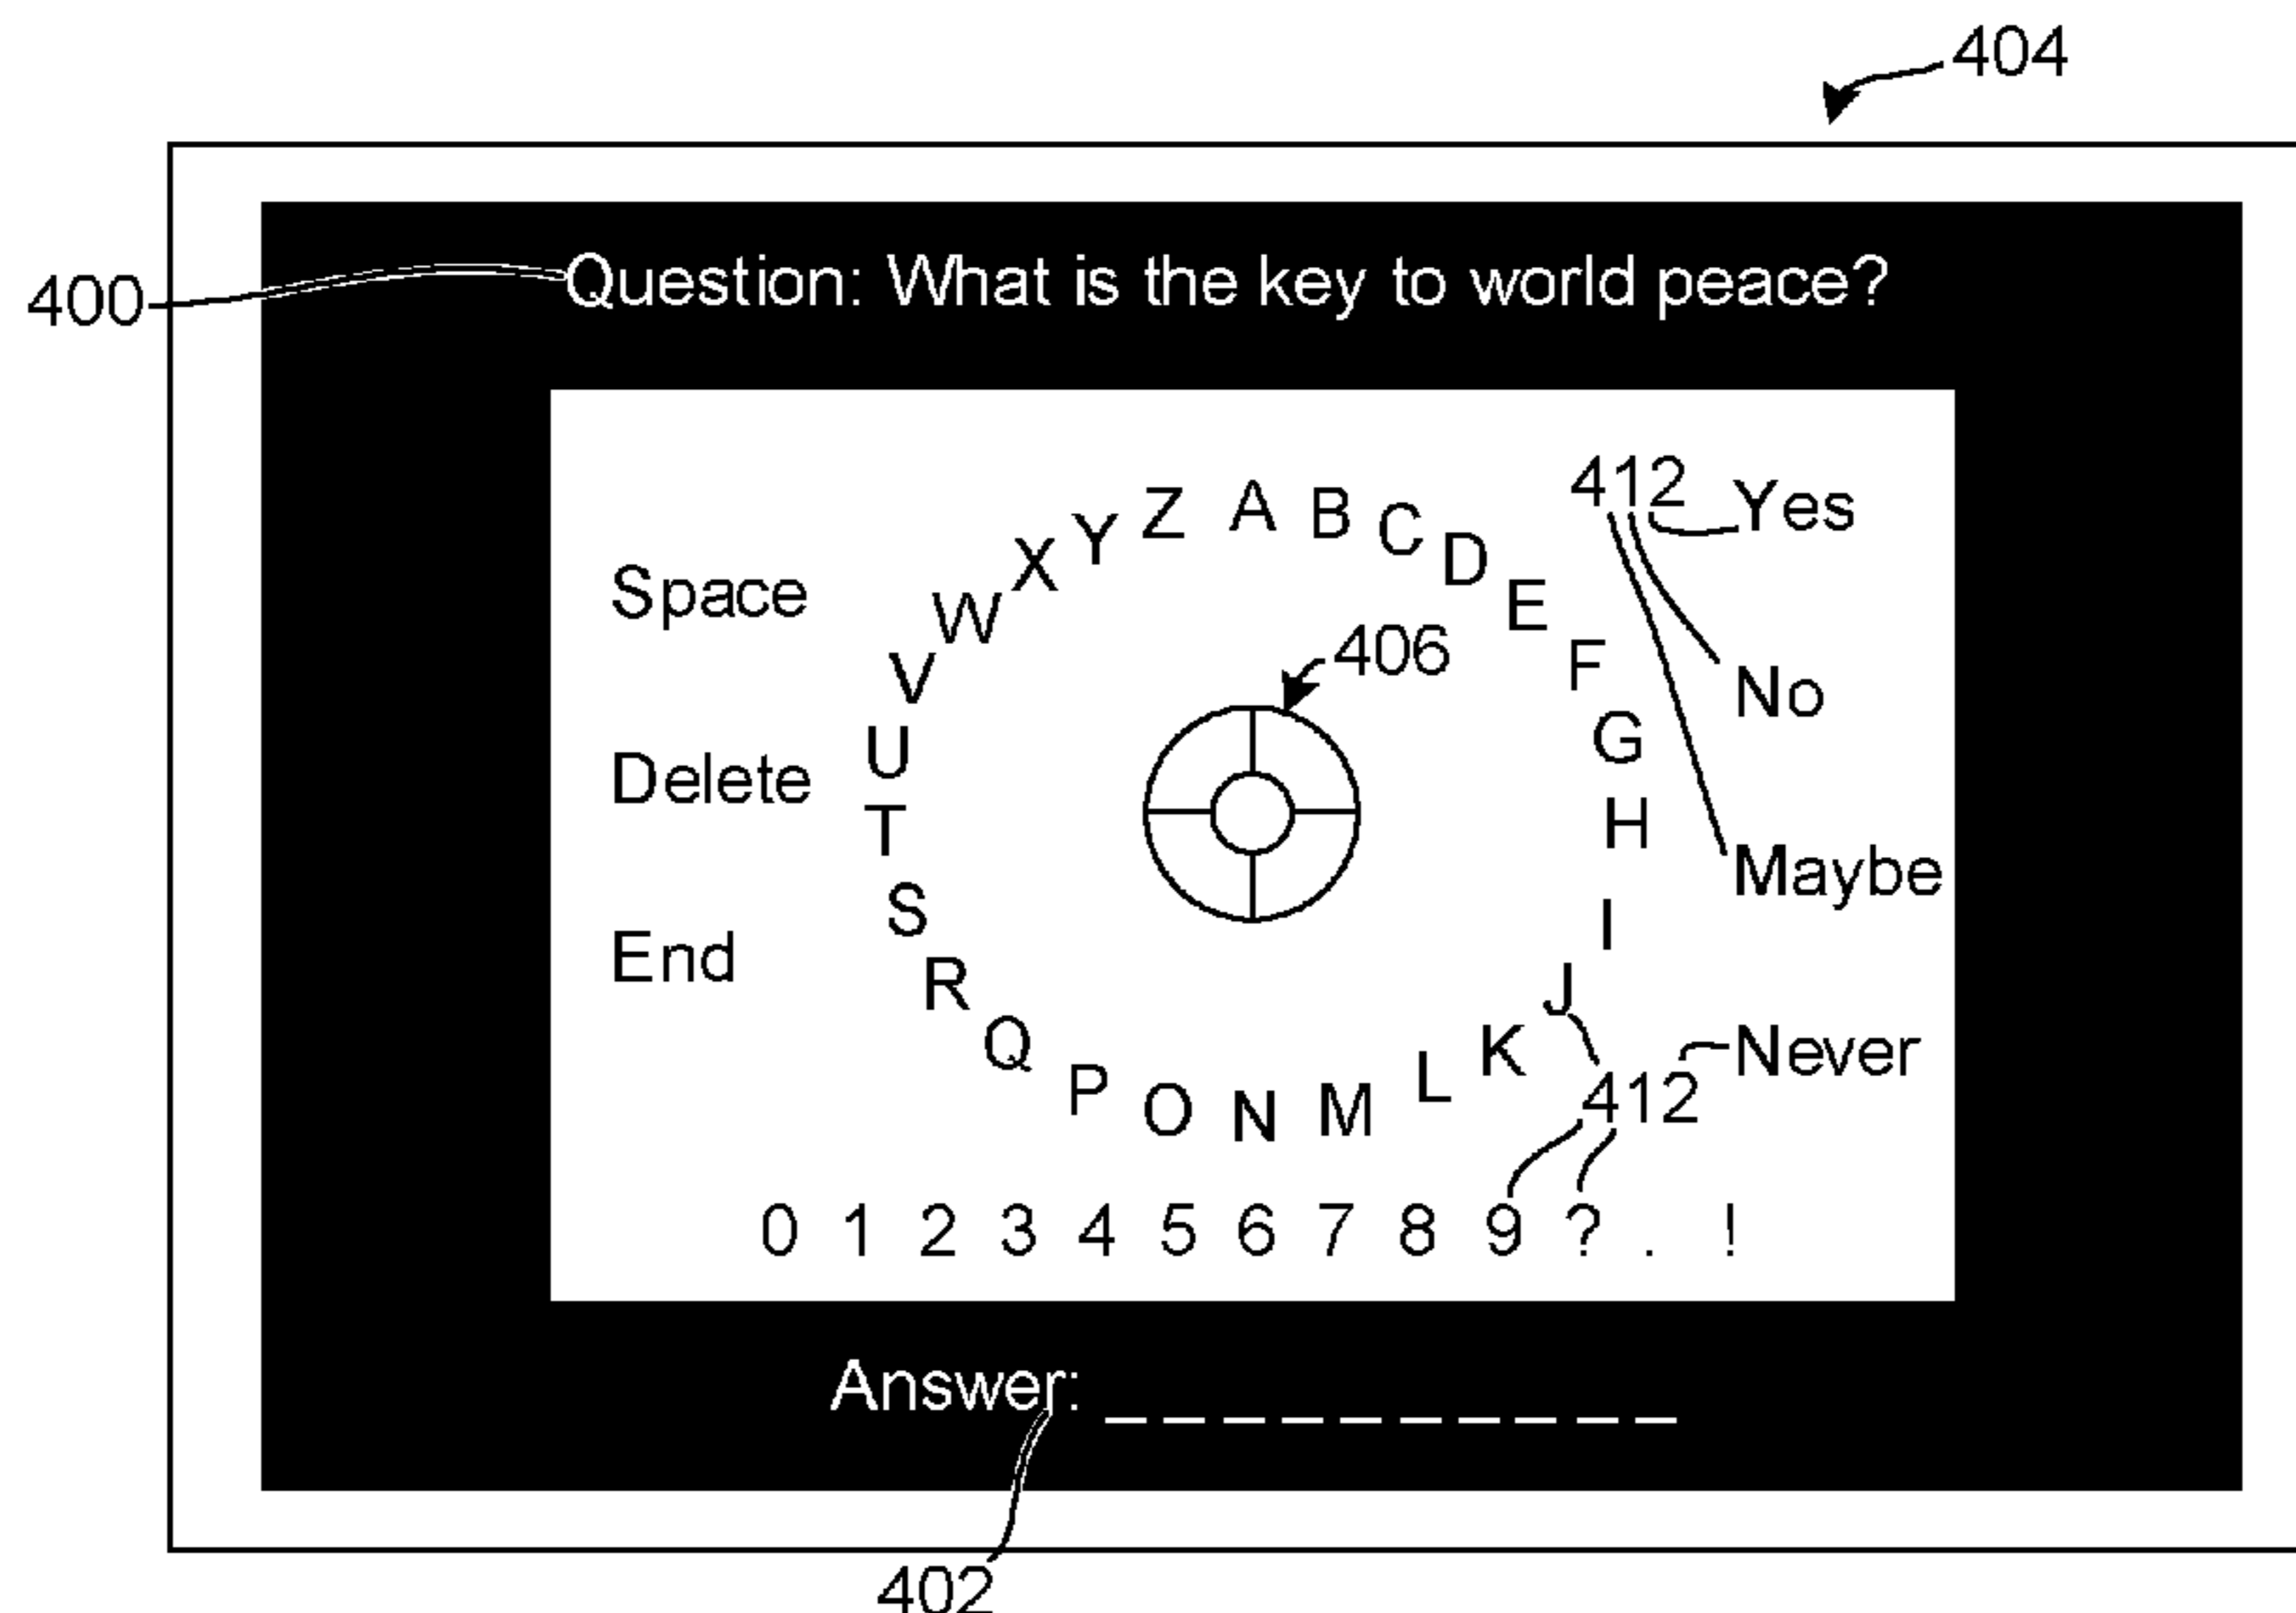 404
400
Question: What is the key to world peace?
Z A B C D E F G H I J K L M N O P Q R S T U V W X Y
412
Yes
No
Maybe
Never
412
Space
Delete
End
406
0 1 2 3 4 5 6 7 8 9 ? . !
Answer: _ _ _ _ _ _ _ _ _ _
402